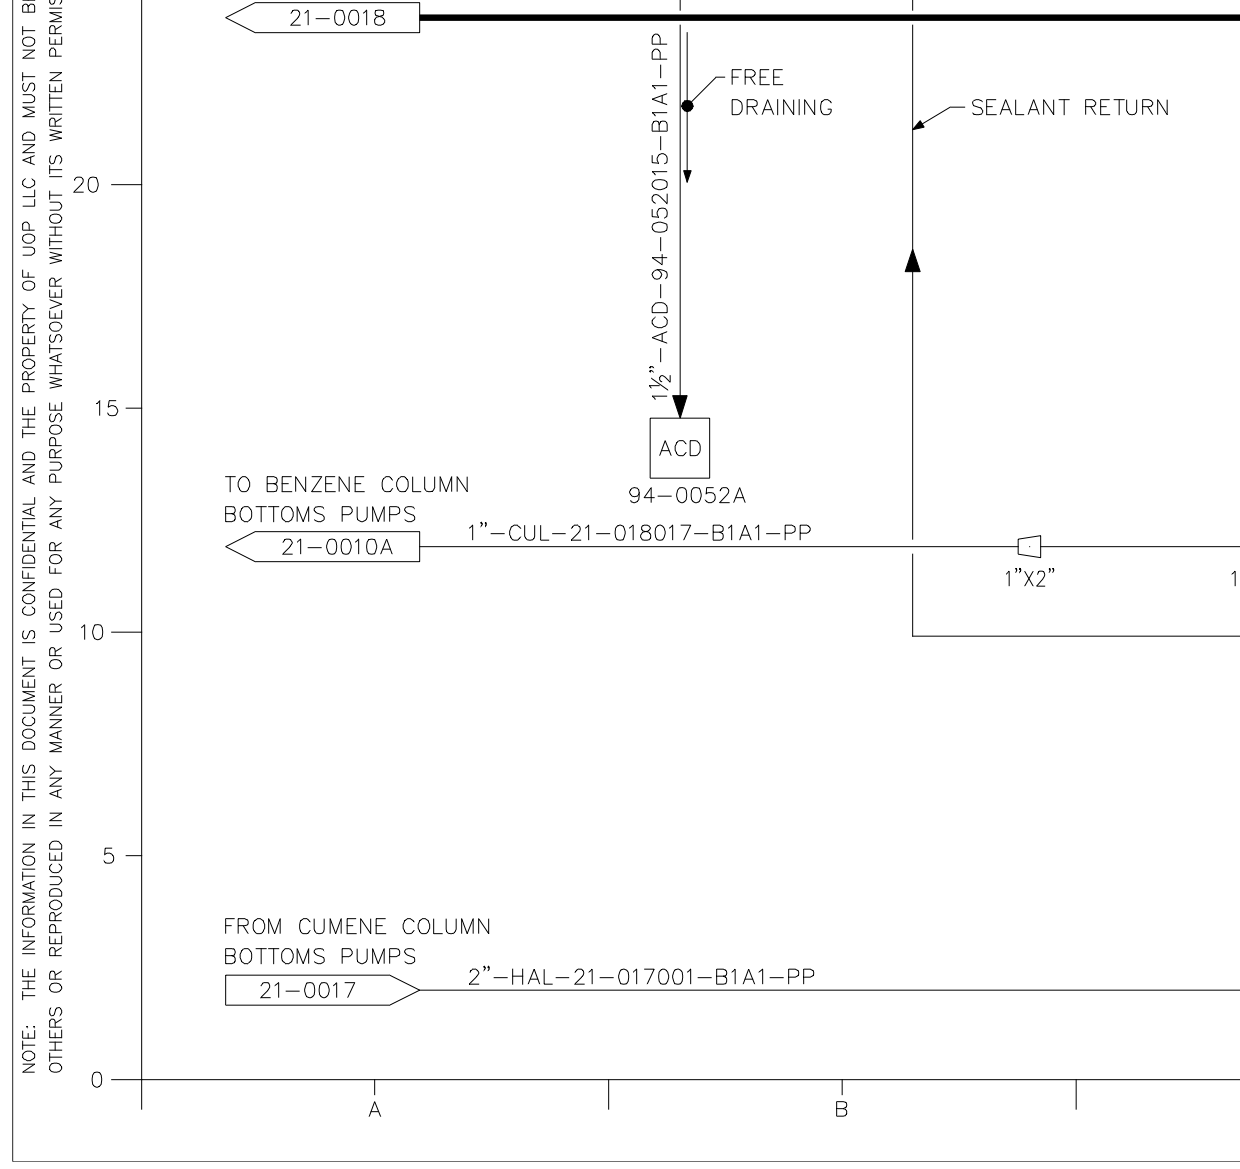 NOTE: THE INFORMATION IN THIS DOCUMENT IS CONFIDENTIAL AND THE PROPERTY OF UOP LLC AND MUST NOT
OTHERS OR REPRODUCED IN ANY MANNER OR USED FOR ANY PURPOSE WHATSOEVER WITHOUT ITS WRITTEN
21-0018
FREE
DRAINING
SEALANT RETURN
1½"-ACD-94-052015-B1A1-PP
20
15
ACD
94-0052A
TO BENZENE COLUMN
BOTTOMS PUMPS
21-0010A
1"-CUL-21-018017-B1A1-PP
1"X2"
1
10
5
FROM CUMENE COLUMN
BOTTOMS PUMPS
21-0017
2"-HAL-21-017001-B1A1-PP
0
A
B